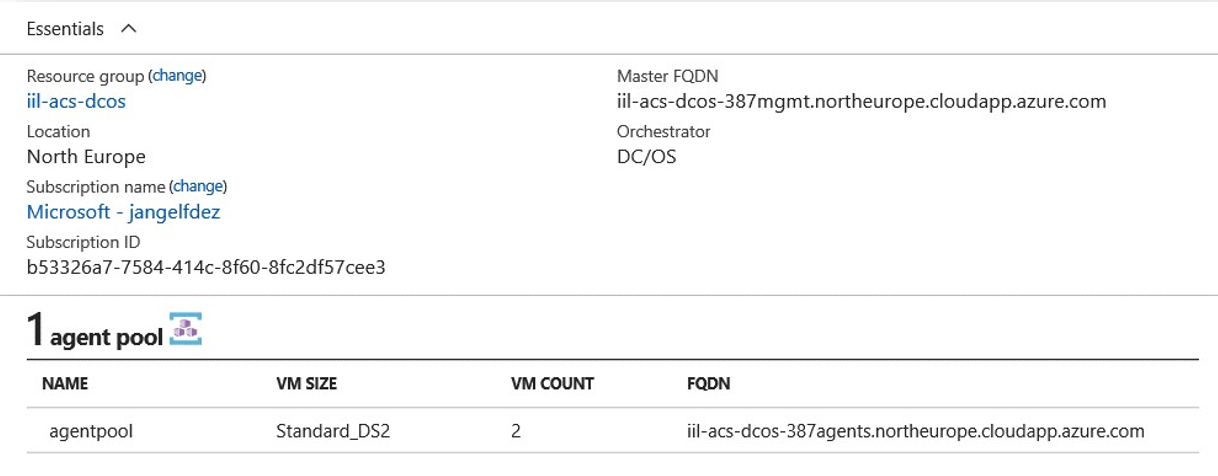 Essentials
Resource group (change)
iil-acs-dcos
Location
North Europe
Subscription name (change)
Microsoft - jangelfdez
Subscription ID
b53326a7-7584-414c-8f60-8fc2df57cee3
Master FQDN
iil-acs-dcos-387mgmt.northeurope.cloudapp.azure.com
Orchestrator
DC/OS
1 agent pool
NAME VM SIZE VM COUNT FQDN
agentpool Standard_DS2 2 iil-acs-dcos-387agents.northeurope.cloudapp.azure.com